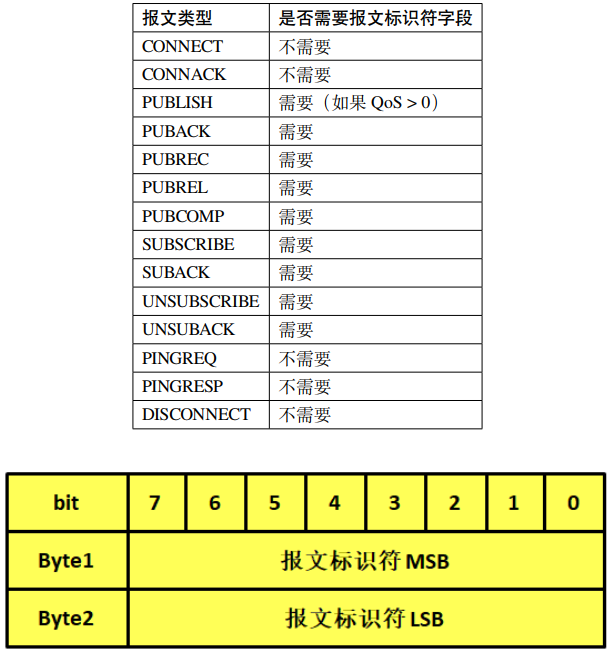 报文类型 是否需要报文标识符字段
CONNECT 不需要
CONNACK 不需要
PUBLISH 需要（如果 QoS > 0）
PUBACK 需要
PUBREC 需要
PUBREL 需要
PUBCOMP 需要
SUBSCRIBE 需要
SUBACK 需要
UNSUBSCRIBE 需要
UNSUBACK 需要
PINGREQ 不需要
PINGRESP 不需要
DISCONNECT 不需要
bit 7 6 5 4 3 2 1 0
Byte1 报文标识符 MSB
Byte2 报文标识符 LSB